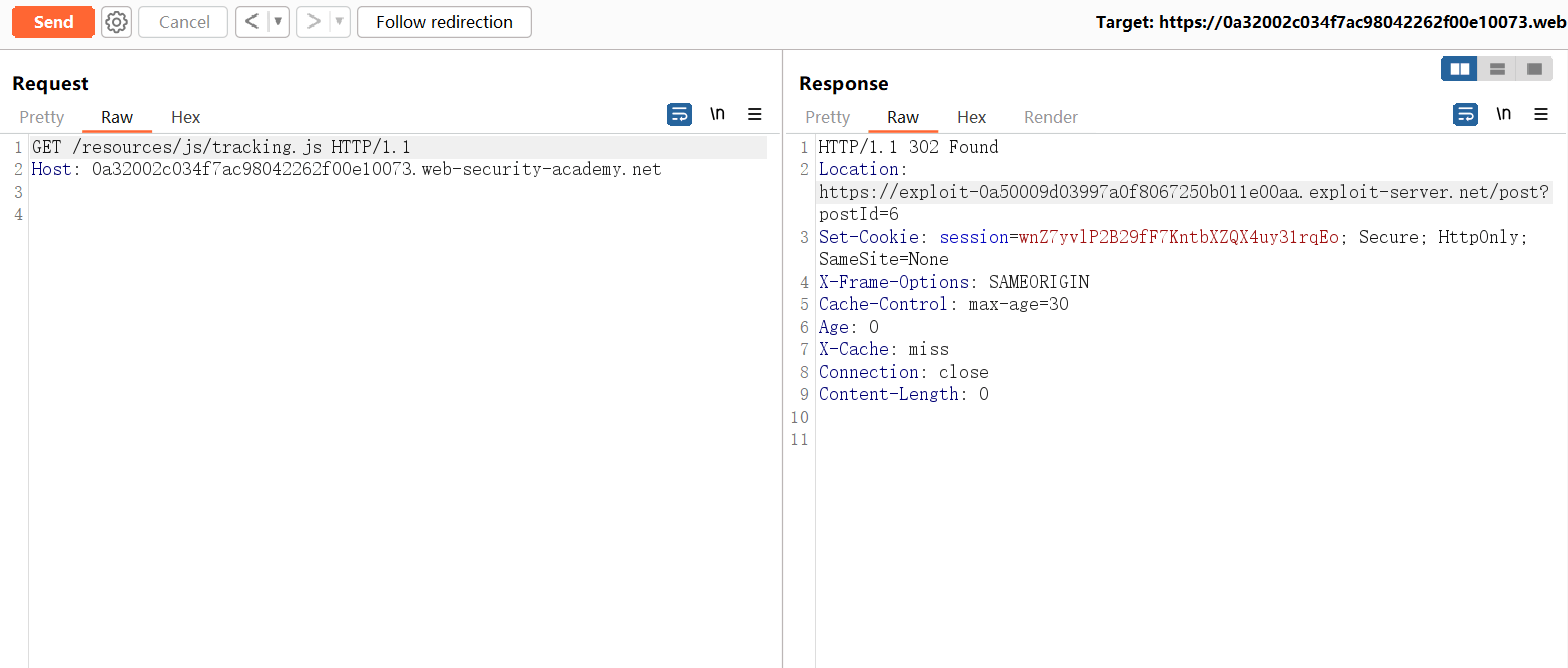 Send Cancel < ▼ > ▼ Follow redirection Target: https://0a32002c034f7ac98042262f00e10073.web
Request
Pretty Raw Hex \n
1 GET /resources/js/tracking.js HTTP/1.1
2 Host: 0a32002c034f7ac98042262f00e10073.web-security-academy.net
3
4
Response
Pretty Raw Hex Render \n
1 HTTP/1.1 302 Found
2 Location:
https://exploit-0a50009d03997a0f8067250b011e00aa.exploit-server.net/post?
postId=6
3 Set-Cookie: session=wnZ7yvlP2B29fF7KntbXZQX4uy31rqEo; Secure; HttpOnly;
SameSite=None
4 X-Frame-Options: SAMEORIGIN
5 Cache-Control: max-age=30
6 Age: 0
7 X-Cache: miss
8 Connection: close
9 Content-Length: 0
10
11